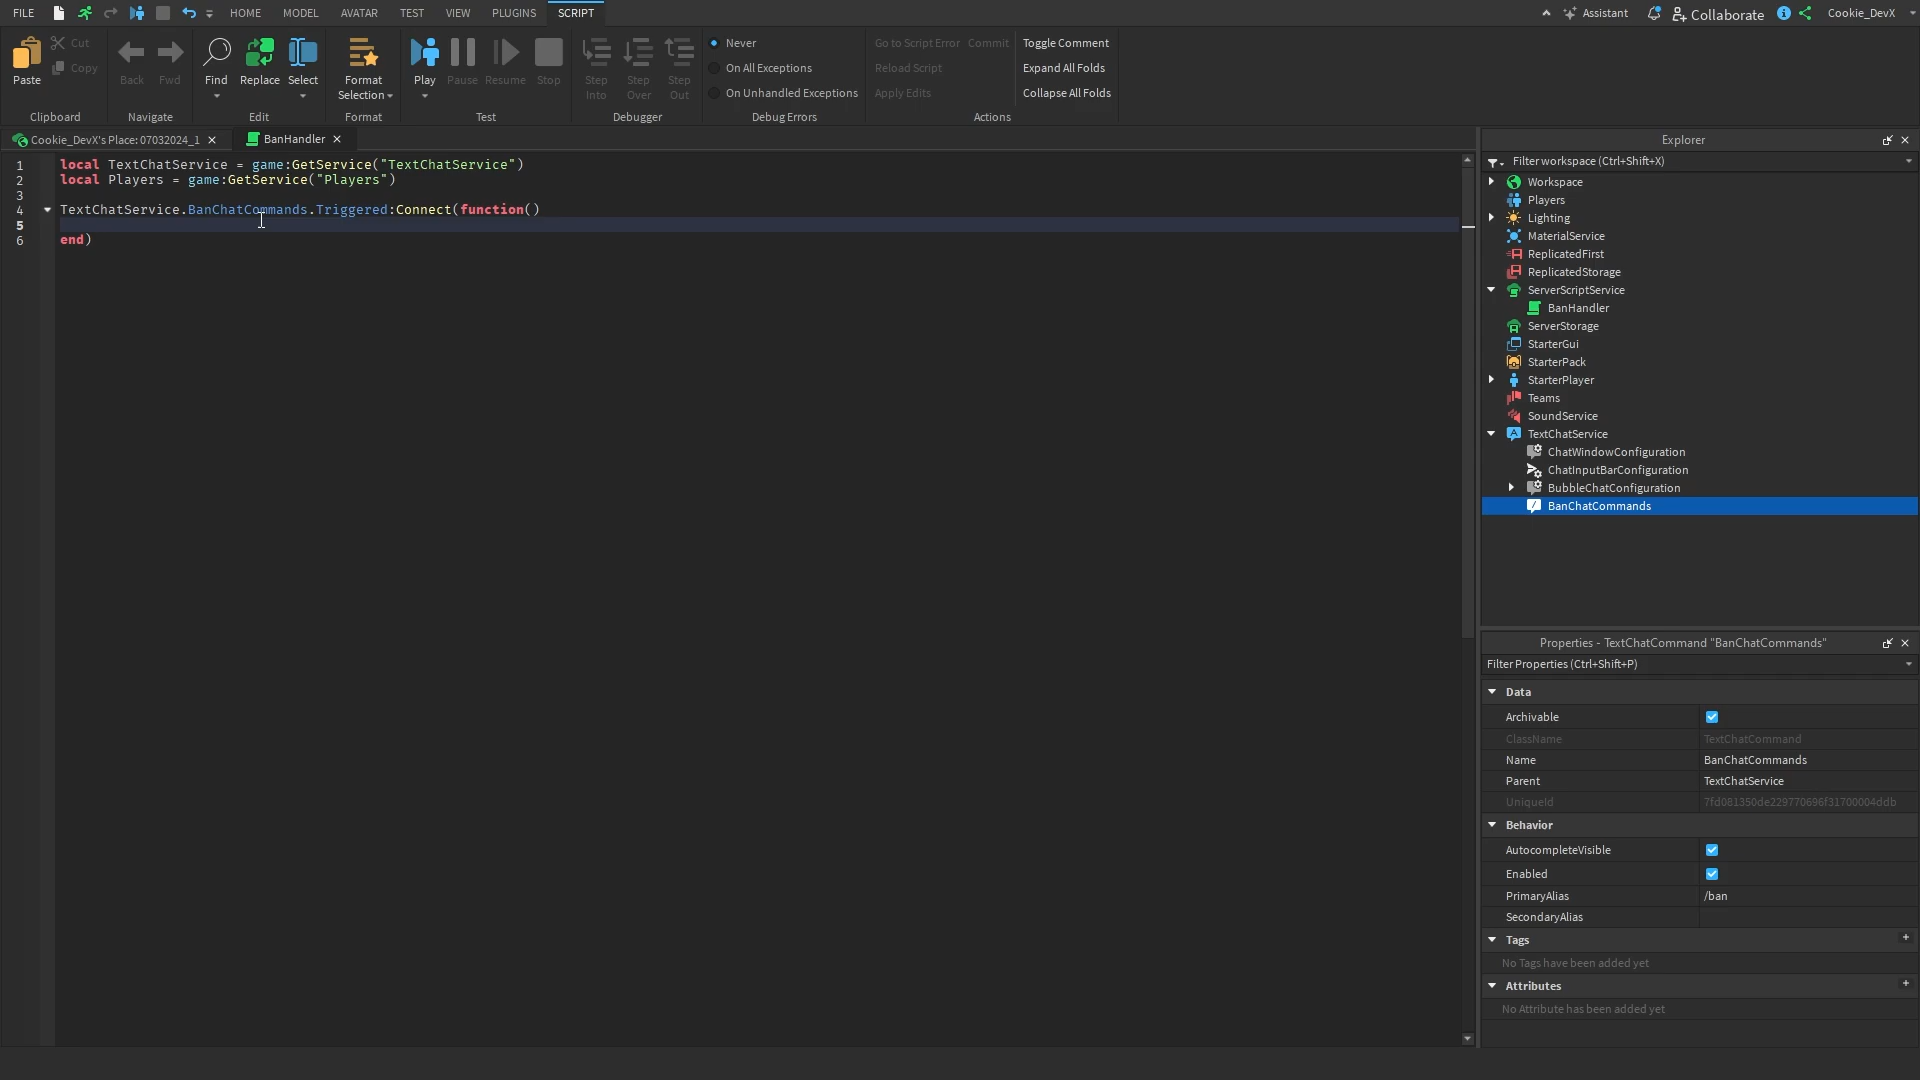 FILE HOME MODEL AVATAR TEST VIEW PLUGINS SCRIPT Assistant Collaborate Cookie_DevX
Paste Cut Copy Back Fwd Find Replace Select Format Selection Play Pause Resume Stop Step Into Step Over Step Out
Never
On All Exceptions
On Unhandled Exceptions
Go to Script Error Commit
Reload Script
Apply Edits
Toggle Comment
Expand All Folds
Collapse All Folds
Clipboard Navigate Edit Format Test Debugger Debug Errors Actions
Cookie_DevX's Place: 07032024_1 BanHandler
1 local TextChatService = game:GetService("TextChatService")
2 local Players = game:GetService("Players")
3
4 TextChatService.BanChatCommands.Triggered:Connect(function()
5
6 end)
Explorer
Filter workspace (Ctrl+Shift+X)
Workspace
Players
Lighting
MaterialService
ReplicatedFirst
ReplicatedStorage
ServerScriptService
BanHandler
ServerStorage
StarterGui
StarterPack
StarterPlayer
Teams
SoundService
TextChatService
ChatWindowConfiguration
ChatInputBarConfiguration
BubbleChatConfiguration
BanChatCommands
Properties - TextChatCommand "BanChatCommands"
Filter Properties (Ctrl+Shift+P)
Data
Archivable
ClassName TextChatCommand
Name BanChatCommands
Parent TextChatService
UniqueId 7fd081350de229770696f31700004ddb
Behavior
AutocompleteVisible
Enabled
PrimaryAlias /ban
SecondaryAlias
Tags +
No Tags have been added yet
Attributes +
No Attribute has been added yet